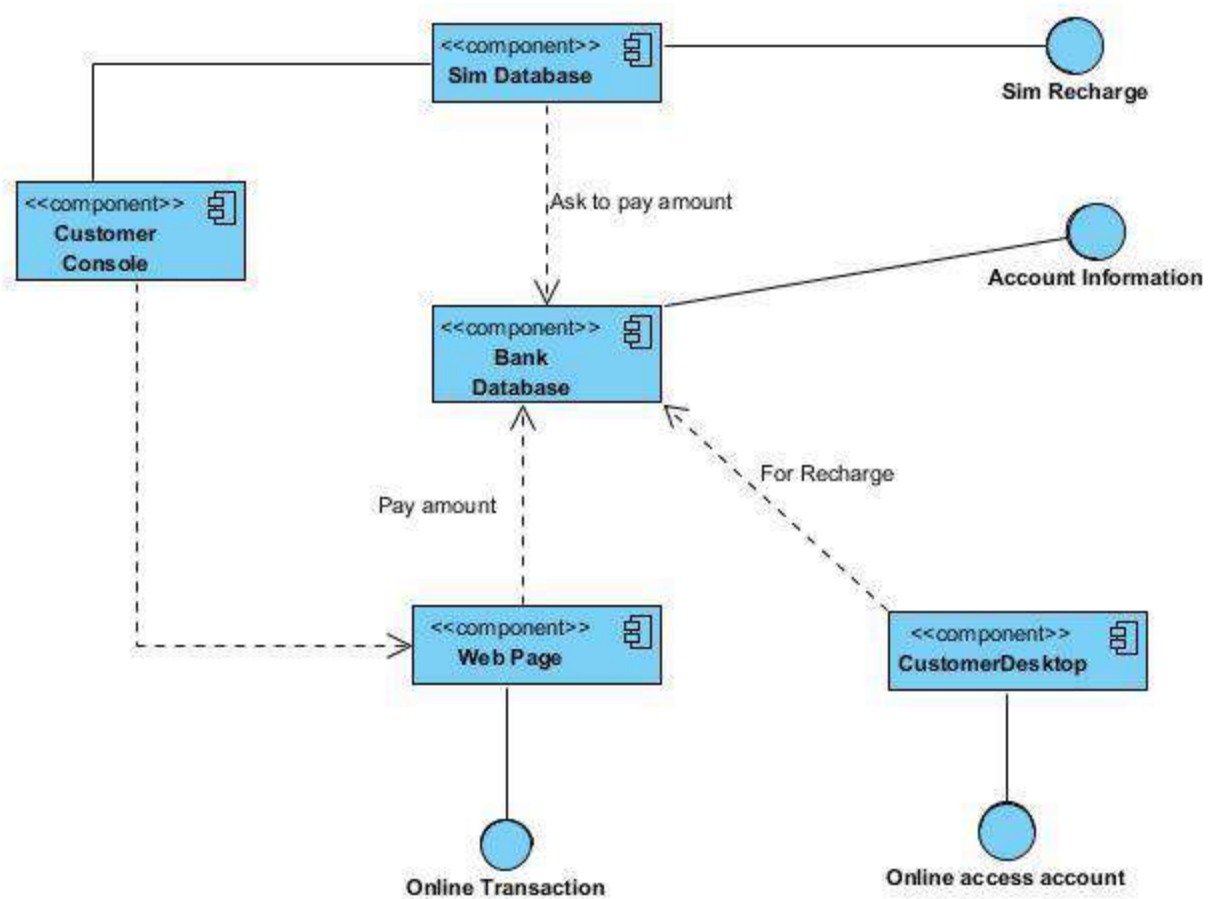 <<component>>
Sim Database
Sim Recharge
<<component>>
Customer
Console
Ask to pay amount
Account Information
<<component>>
Bank
Database
For Recharge
Pay amount
<<component>>
Web Page
<<component>>
CustomerDesktop
Online Transaction
Online access account